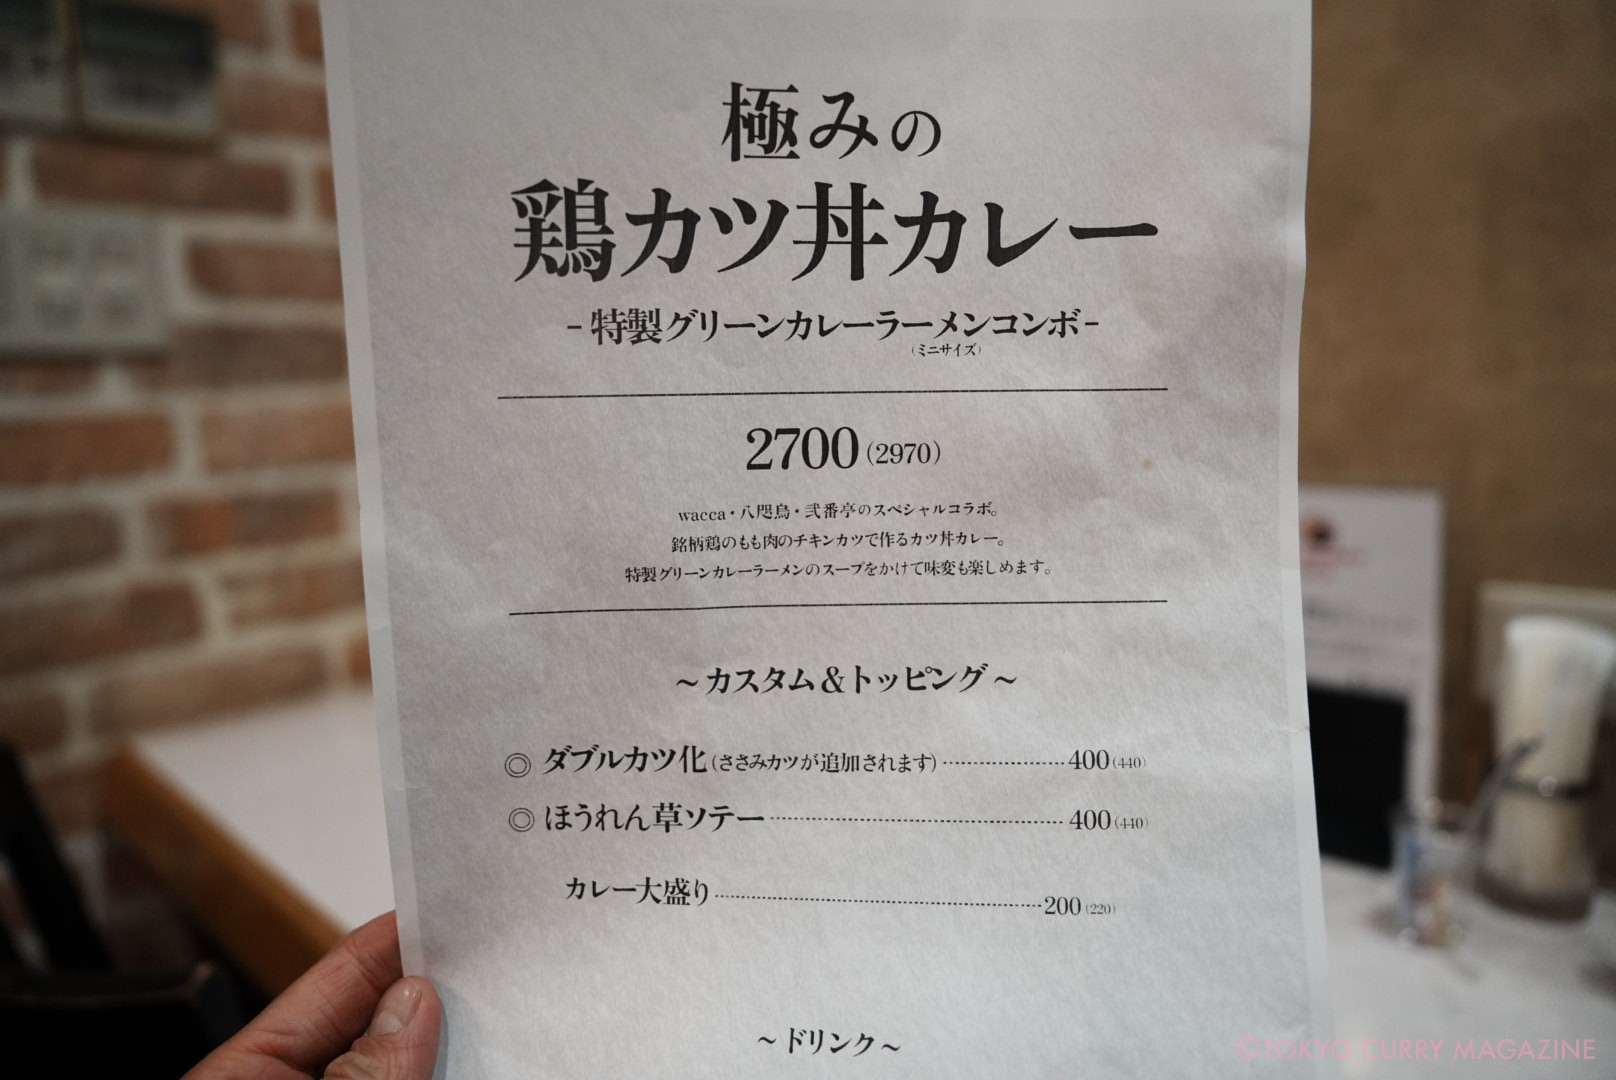 極みの
鶏カツ丼カレー
-特製グリーンカレーラーメンコンボ-
(ミニサイズ)
2700(2970)
wacca・八咫烏・弐番亭のスペシャルコラボ。
銘柄鶏のもも肉のチキンカツで作るカツ丼カレー。
特製グリーンカレーラーメンのスープをかけて味変も楽しめます。
～カスタム&トッピング～
◎ ダブルカツ化(ささみカツが追加されます)……………400(440)
◎ ほうれん草ソテー……………400(440)
カレー大盛り……………200(220)
～ドリンク～
©TOKYO CURRY MAGAZINE